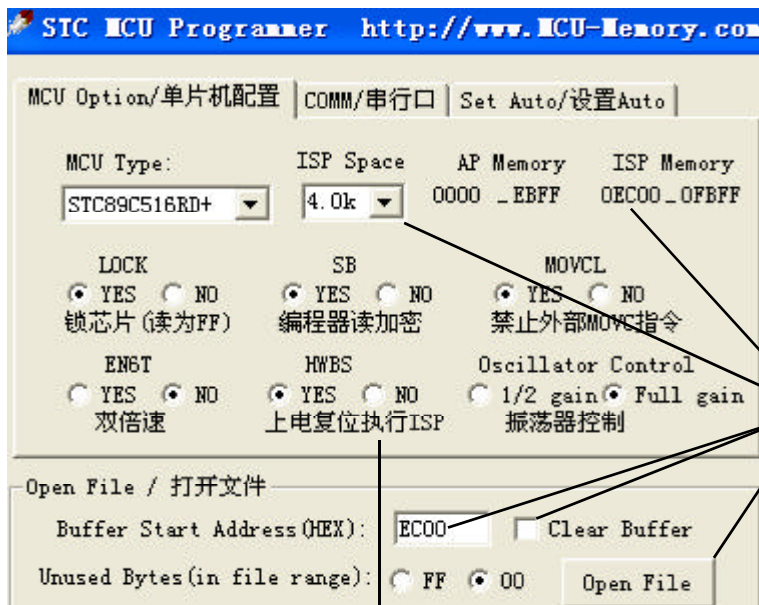 STC MCU Programmer http://www.MCU-Memory.com
MCU Option/单片机配置 COMM/串行口 Set Auto/设置Auto
MCU Type: ISP Space AP Memory ISP Memory
STC89C516RD+ 4.0k 0000 _ EBFF 0EC00 _ 0FBFF
LOCK SB MOVCL
YES NO YES NO YES NO
锁芯片(读为FF) 编程器读加密 禁止外部MOVC指令
EN6T HWBS Oscillator Control
YES NO YES NO 1/2 gain Full gain
双倍速 上电复位执行ISP 振荡器控制
Open File / 打开文件
Buffer Start Address(HEX): EC00 Clear Buffer
Unused Bytes(in file range): FF 00 Open File